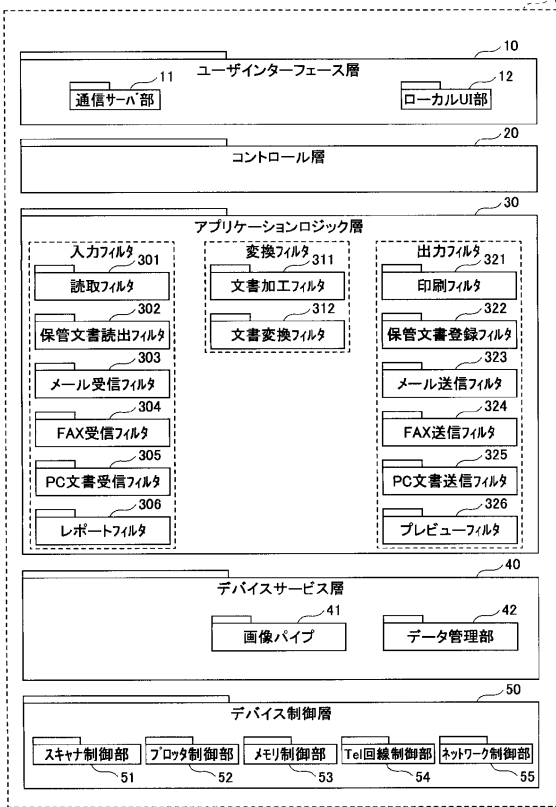 10
ユーザインターフェース層
11
通信サーバ部
12
ローカルUI部
20
コントロール層
30
アプリケーションロジック層
入力フィルタ
301
読取フィルタ
302
保管文書読出フィルタ
303
メール受信フィルタ
304
FAX受信フィルタ
305
PC文書受信フィルタ
306
レポートフィルタ
変換フィルタ
311
文書加工フィルタ
312
文書変換フィルタ
出力フィルタ
321
印刷フィルタ
322
保管文書登録フィルタ
323
メール送信フィルタ
324
FAX送信フィルタ
325
PC文書送信フィルタ
326
プレビューフィルタ
40
デバイスサービス層
41
画像パイプ
42
データ管理部
50
デバイス制御層
スキャナ制御部
プロッタ制御部
メモリ制御部
Tel回線制御部
ネットワーク制御部
51
52
53
54
55